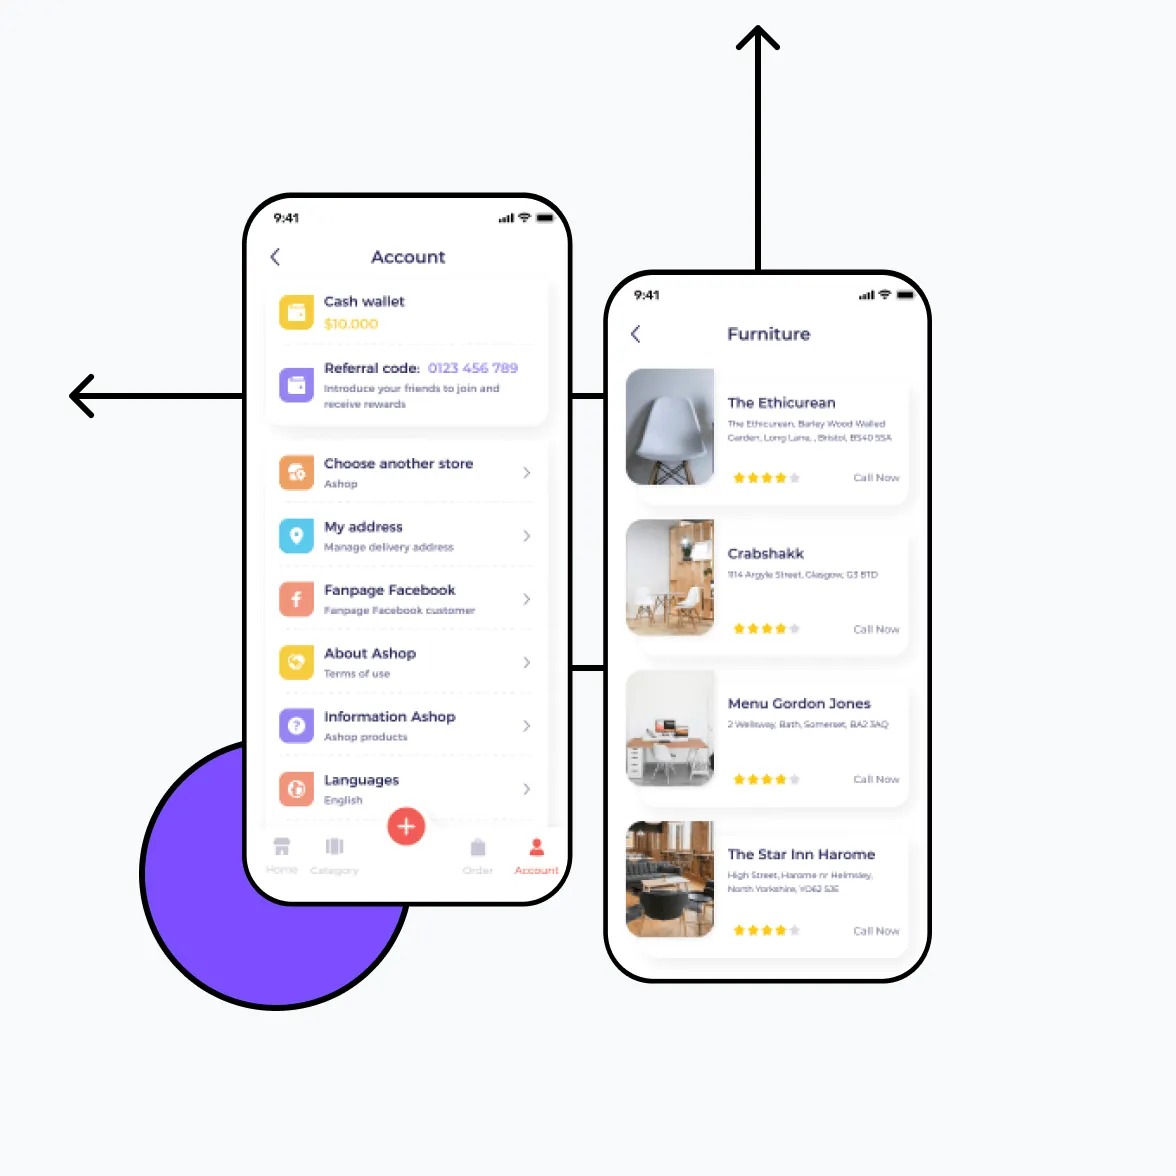 9:41
Account
Cash wallet
$10.000
Referral code: 0123 456 789
Introduce your friends to join and
receive rewards
Choose another store
Ashop
My address
Manage delivery address
Fanpage Facebook
Fanpage Facebook customer
About Ashop
Terms of use
Information Ashop
Ashop products
Languages
English
Home
Category
Order
Account
9:41
Furniture
The Ethicurean
The Ethicurean, Barley Wood Walled
Garden, Long Lane, , Bristol, BS40 5SA
Call Now
Crabshakk
1114 Argyle Street, Glasgow, G3 8TD
Call Now
Menu Gordon Jones
2 Wellsway, Bath, Somerset, BA2 3AQ
Call Now
The Star Inn Harome
High Street, Harome nr Helmsley,
North Yorkshire, YO62 5JE
Call Now